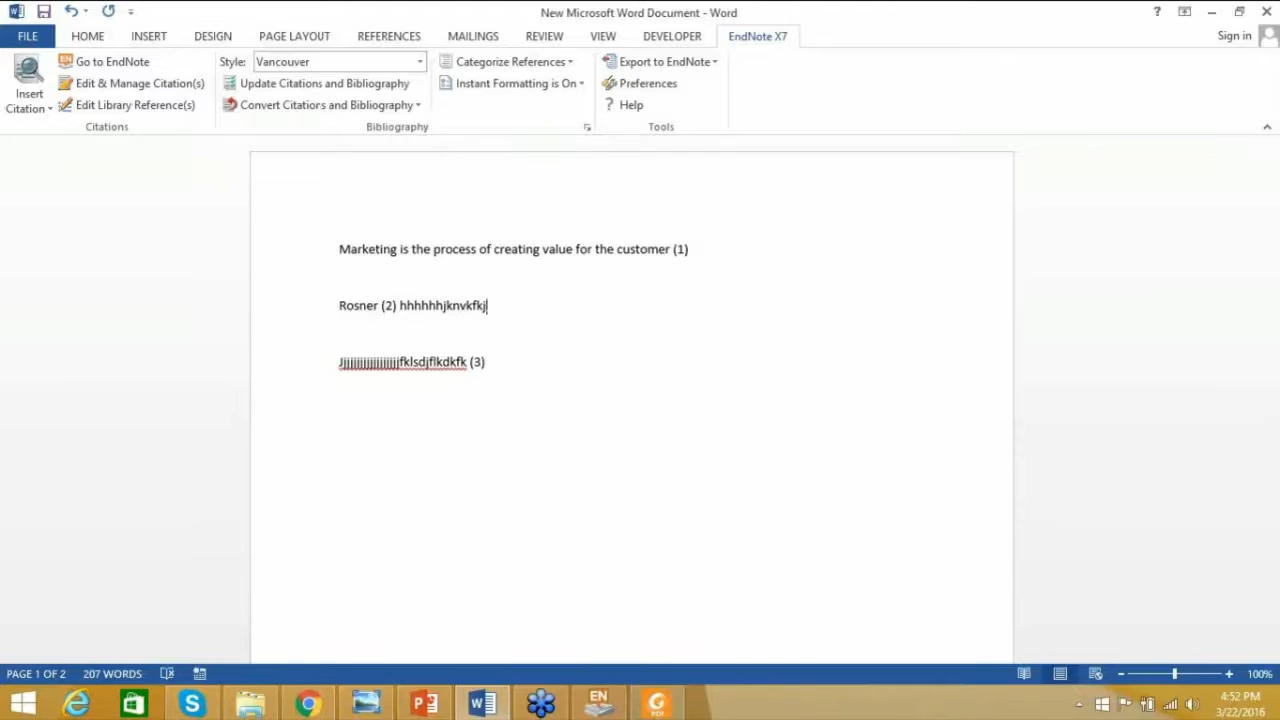 New Microsoft Word Document - Word
FILE HOME INSERT DESIGN PAGE LAYOUT REFERENCES MAILINGS REVIEW VIEW DEVELOPER EndNote X7 Sign in
Insert Citation
Go to EndNote
Edit & Manage Citation(s)
Edit Library Reference(s)
Citations
Style: Vancouver
Update Citations and Bibliography
Convert Citations and Bibliography
Categorize References
Instant Formatting is On
Bibliography
Export to EndNote
Preferences
? Help
Tools
Marketing is the process of creating value for the customer (1)
Rosner (2) hhhhhhjknvkfkj
(3)
PAGE 1 OF 2 207 WORDS 100%
EN
PDF
4:52 PM
3/22/2016